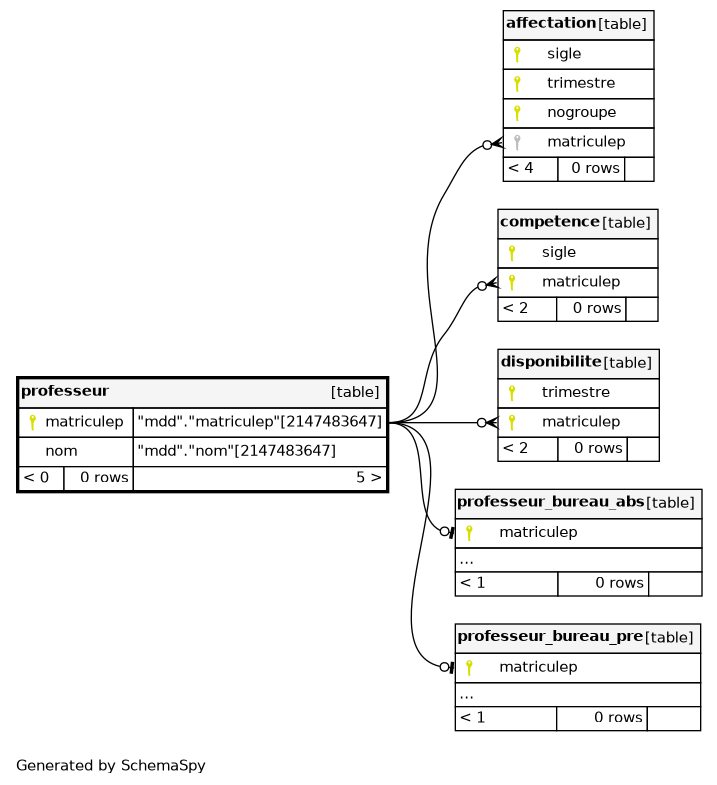 affectation [table]
sigle
trimestre
nogroupe
matriculep
< 4 0 rows
competence [table]
sigle
matriculep
< 2 0 rows
disponibilite [table]
trimestre
matriculep
< 2 0 rows
professeur [table]
matriculep "mdd"."matriculep"[2147483647]
nom "mdd"."nom"[2147483647]
< 0 0 rows 5 >
professeur_bureau_abs [table]
matriculep
...
< 1 0 rows
professeur_bureau_pre [table]
matriculep
...
< 1 0 rows
Generated by SchemaSpy